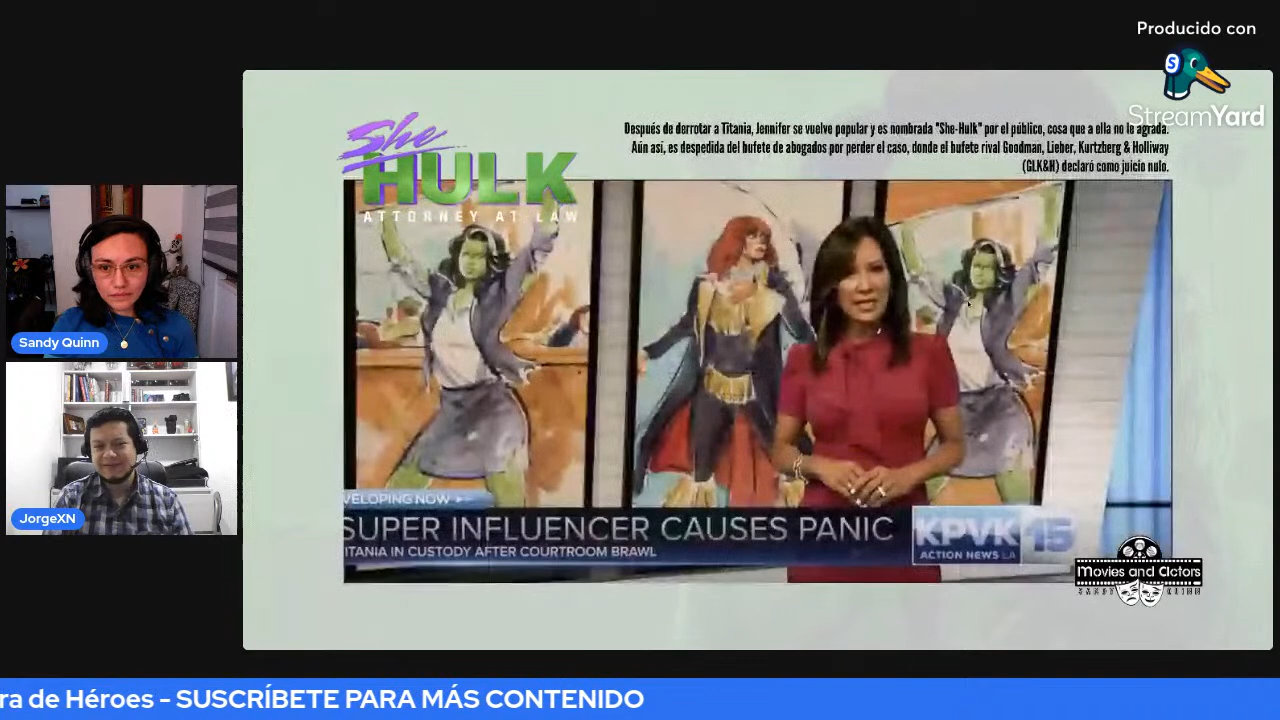 Producido con
StreamYard
She
HULK
ATTORNEY AT LAW
Después de derrotar a Titania, Jennifer se vuelve popular y es nombrada "She-Hulk" por el público, cosa que a ella no le agrada.
Aún así, es despedida del bufete de abogados por perder el caso, donde el bufete rival Goodman, Lieber, Kurtzberg & Holliway
(GLK&H) declaró como juicio nulo.
Sandy Quinn
JorgeXN
VELOPING NOW
SUPER INFLUENCER CAUSES PANIC
ITANIA IN CUSTODY AFTER COURTROOM BRAWL
KPVK 15
ACTION NEWS LA
Movies and Actors
SANDY QUINN
ra de Héroes - SUSCRÍBETE PARA MÁS CONTENIDO